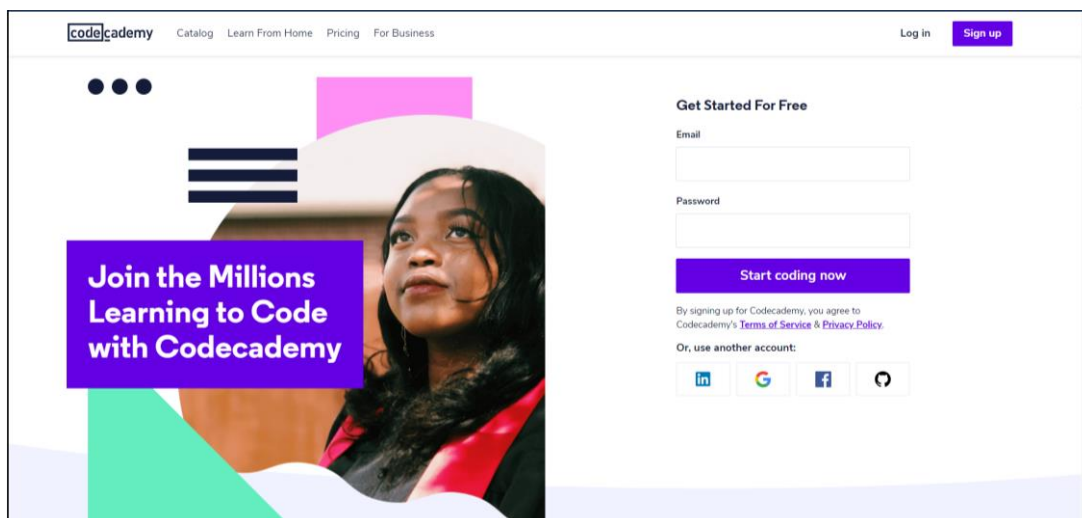 codecademy
Catalog Learn From Home Pricing For Business
Log in Sign up
Join the Millions
Learning to Code
with Codecademy
Get Started For Free
Email
Password
Start coding now
By signing up for Codecademy, you agree to
Codecademy's Terms of Service & Privacy Policy.
Or, use another account:
in
G
f